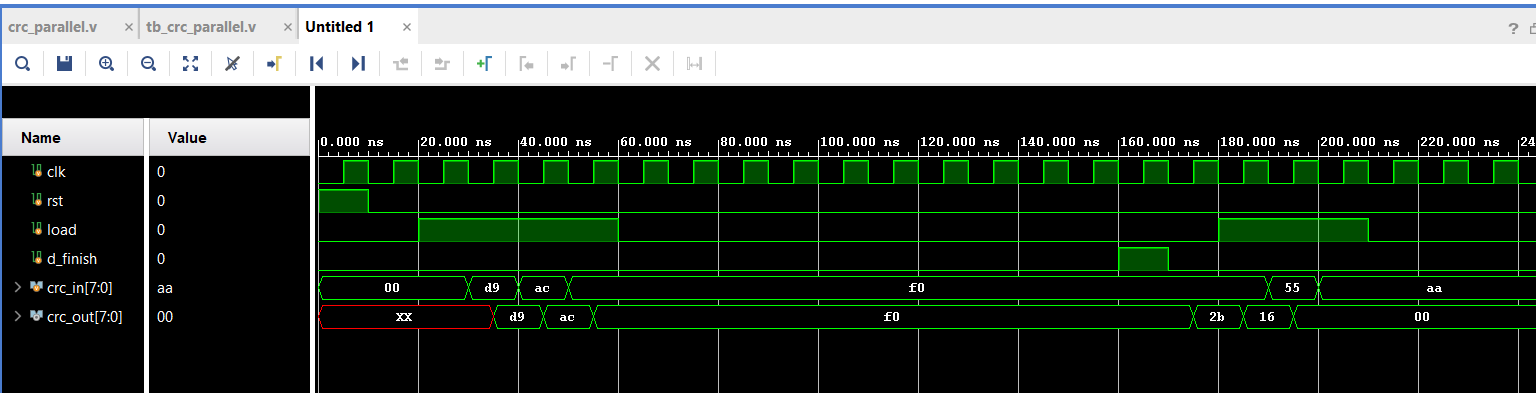 crc_parallel.v × tb_crc_parallel.v × Untitled 1 × ?
Name Value
0.000 ns 20.000 ns 40.000 ns 60.000 ns 80.000 ns 100.000 ns 120.000 ns 140.000 ns 160.000 ns 180.000 ns 200.000 ns 220.000 ns 24
clk 0
rst 0
load 0
d_finish 0
crc_in[7:0] aa 00 d9 ac f0 55 aa
crc_out[7:0] 00 XX d9 ac f0 2b 16 00